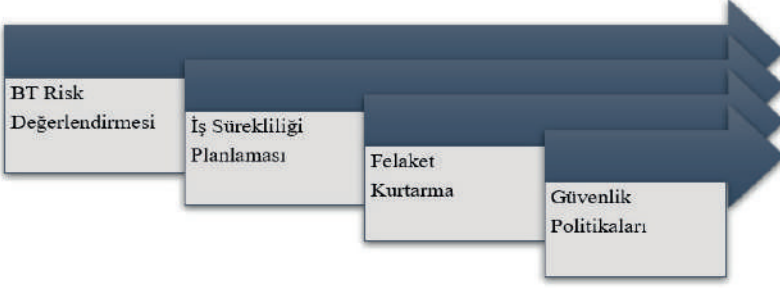 BT Risk
Değerlendirmesi
İş Sürekliliği
Planlaması
Felaket
Kurtarma
Güvenlik
Politikaları